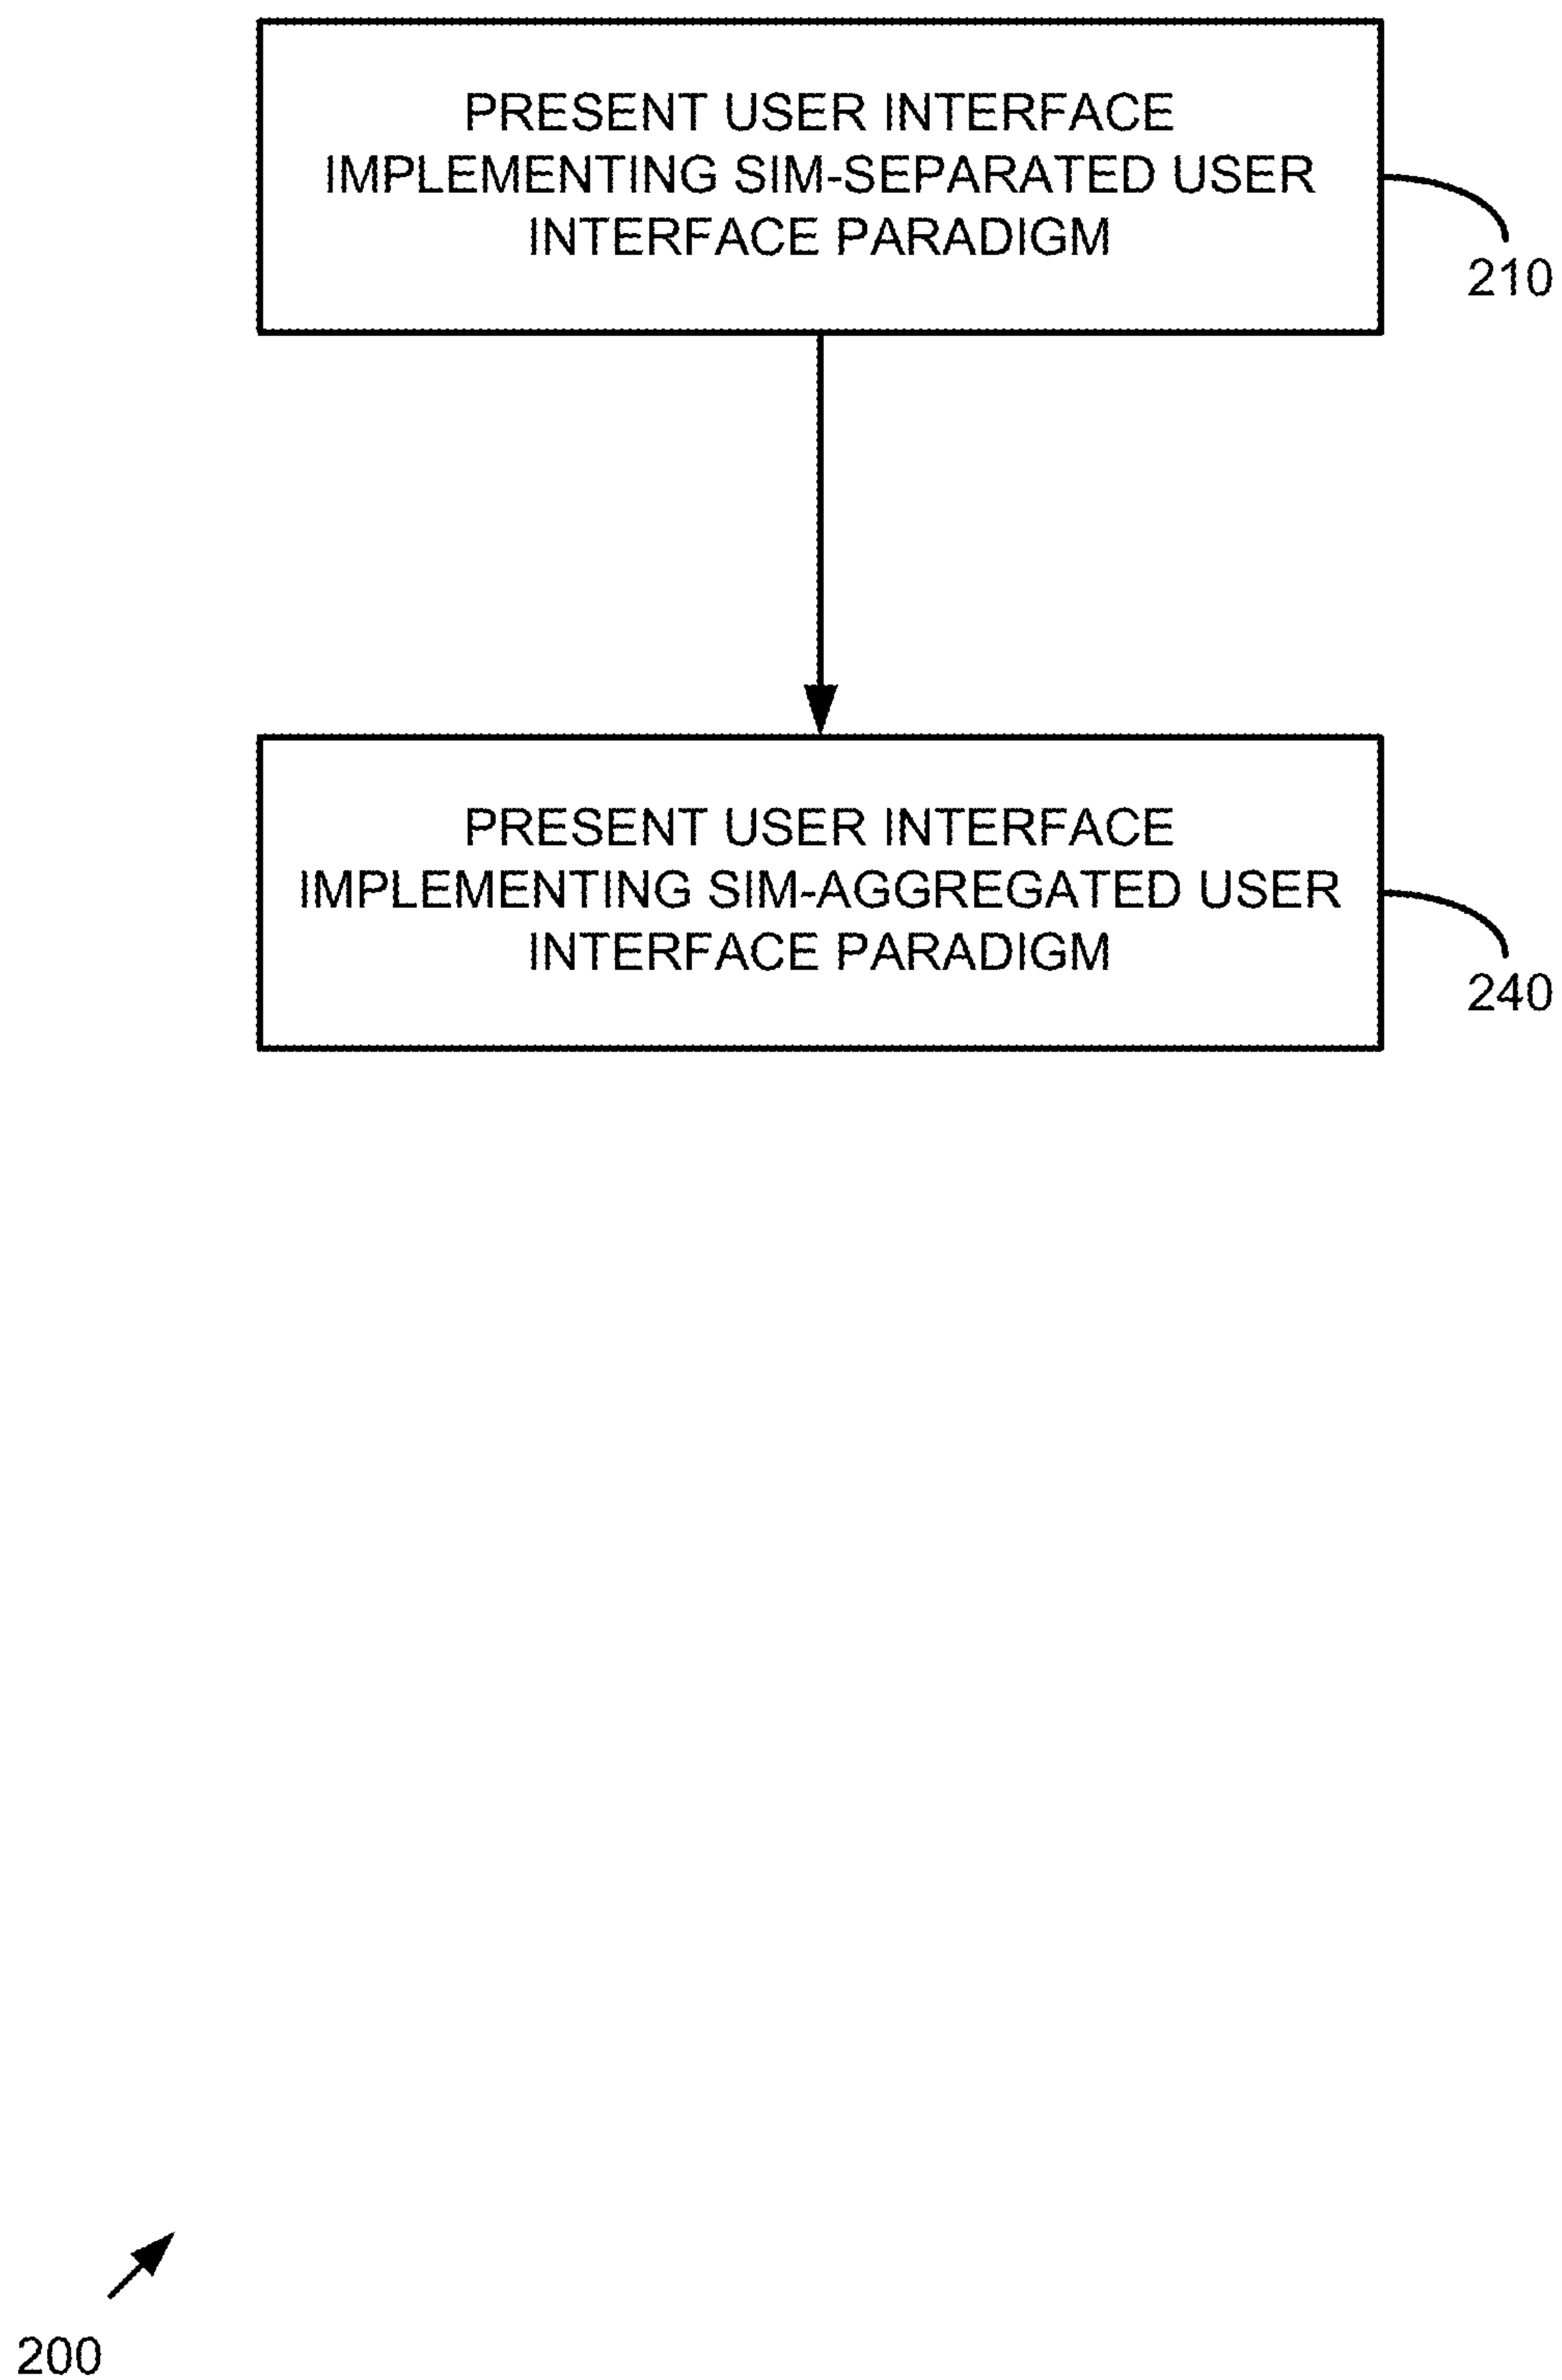 PRESENT USER INTERFACE
IMPLEMENTING SIM-SEPARATED USER
INTERFACE PARADIGM
210
PRESENT USER INTERFACE
IMPLEMENTING SIM-AGGREGATED USER
INTERFACE PARADIGM
240
200